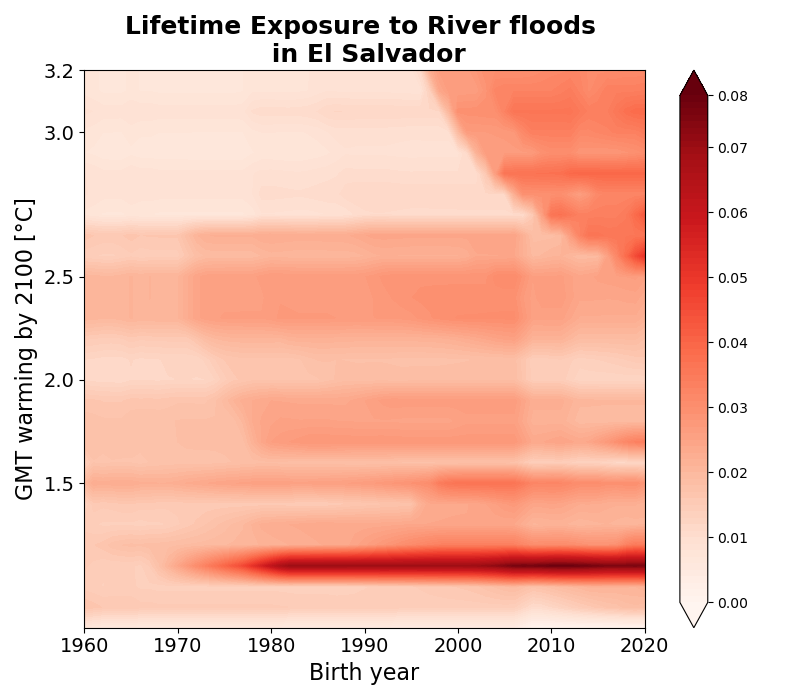 Lifetime Exposure to River floods
in El Salvador
GMT warming by 2100 [°C]
3.2
3.0
2.5
2.0
1.5
1960 1970 1980 1990 2000 2010 2020
Birth year
0.08
0.07
0.06
0.05
0.04
0.03
0.02
0.01
0.00